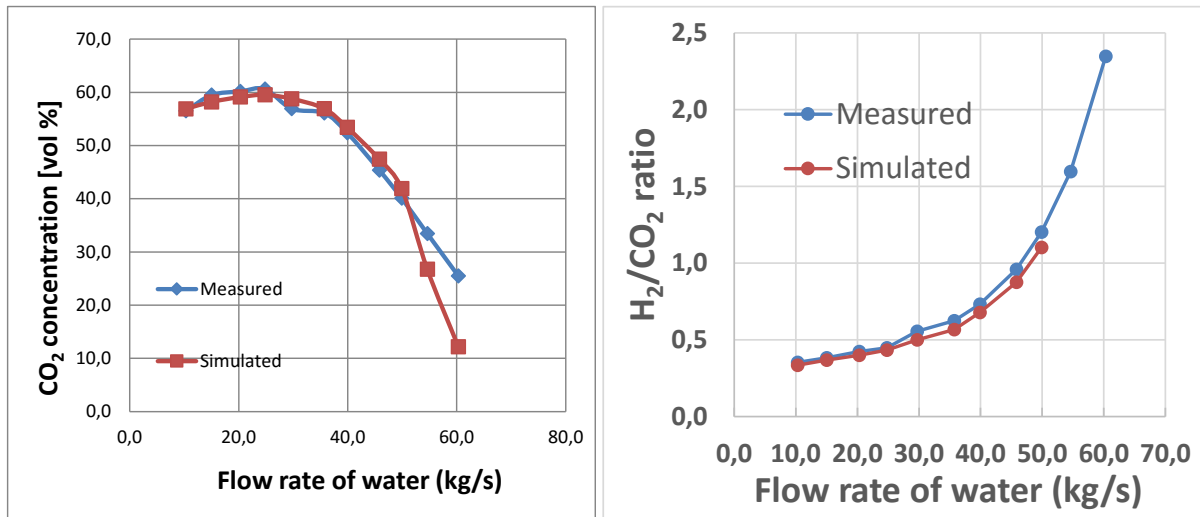 70,0
60,0
50,0
40,0
30,0
20,0
10,0
0,0
CO₂ concentration [vol %]
Measured
Simulated
0,0 20,0 40,0 60,0 80,0
Flow rate of water (kg/s)
2,5
2,0
1,5
1,0
0,5
0,0
H₂/CO₂ ratio
Measured
Simulated
0,0 10,0 20,0 30,0 40,0 50,0 60,0 70,0
Flow rate of water (kg/s)